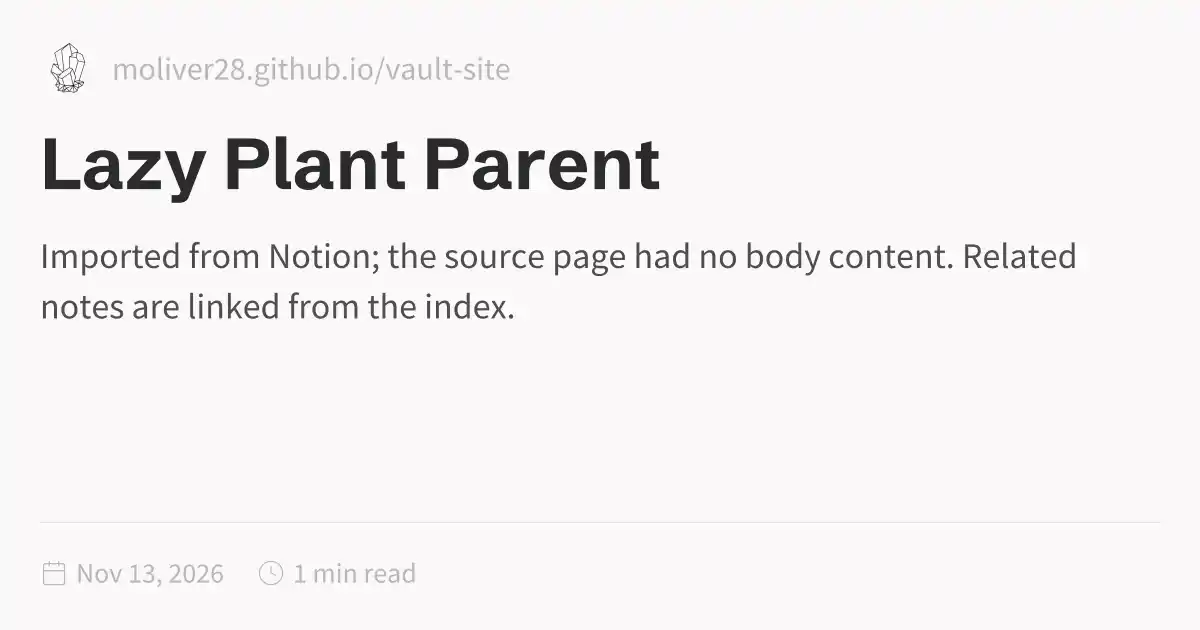 moliver28.github.io/vault-site
Lazy Plant Parent
Imported from Notion; the source page had no body content. Related
notes are linked from the index.
Nov 13, 2026
1 min read